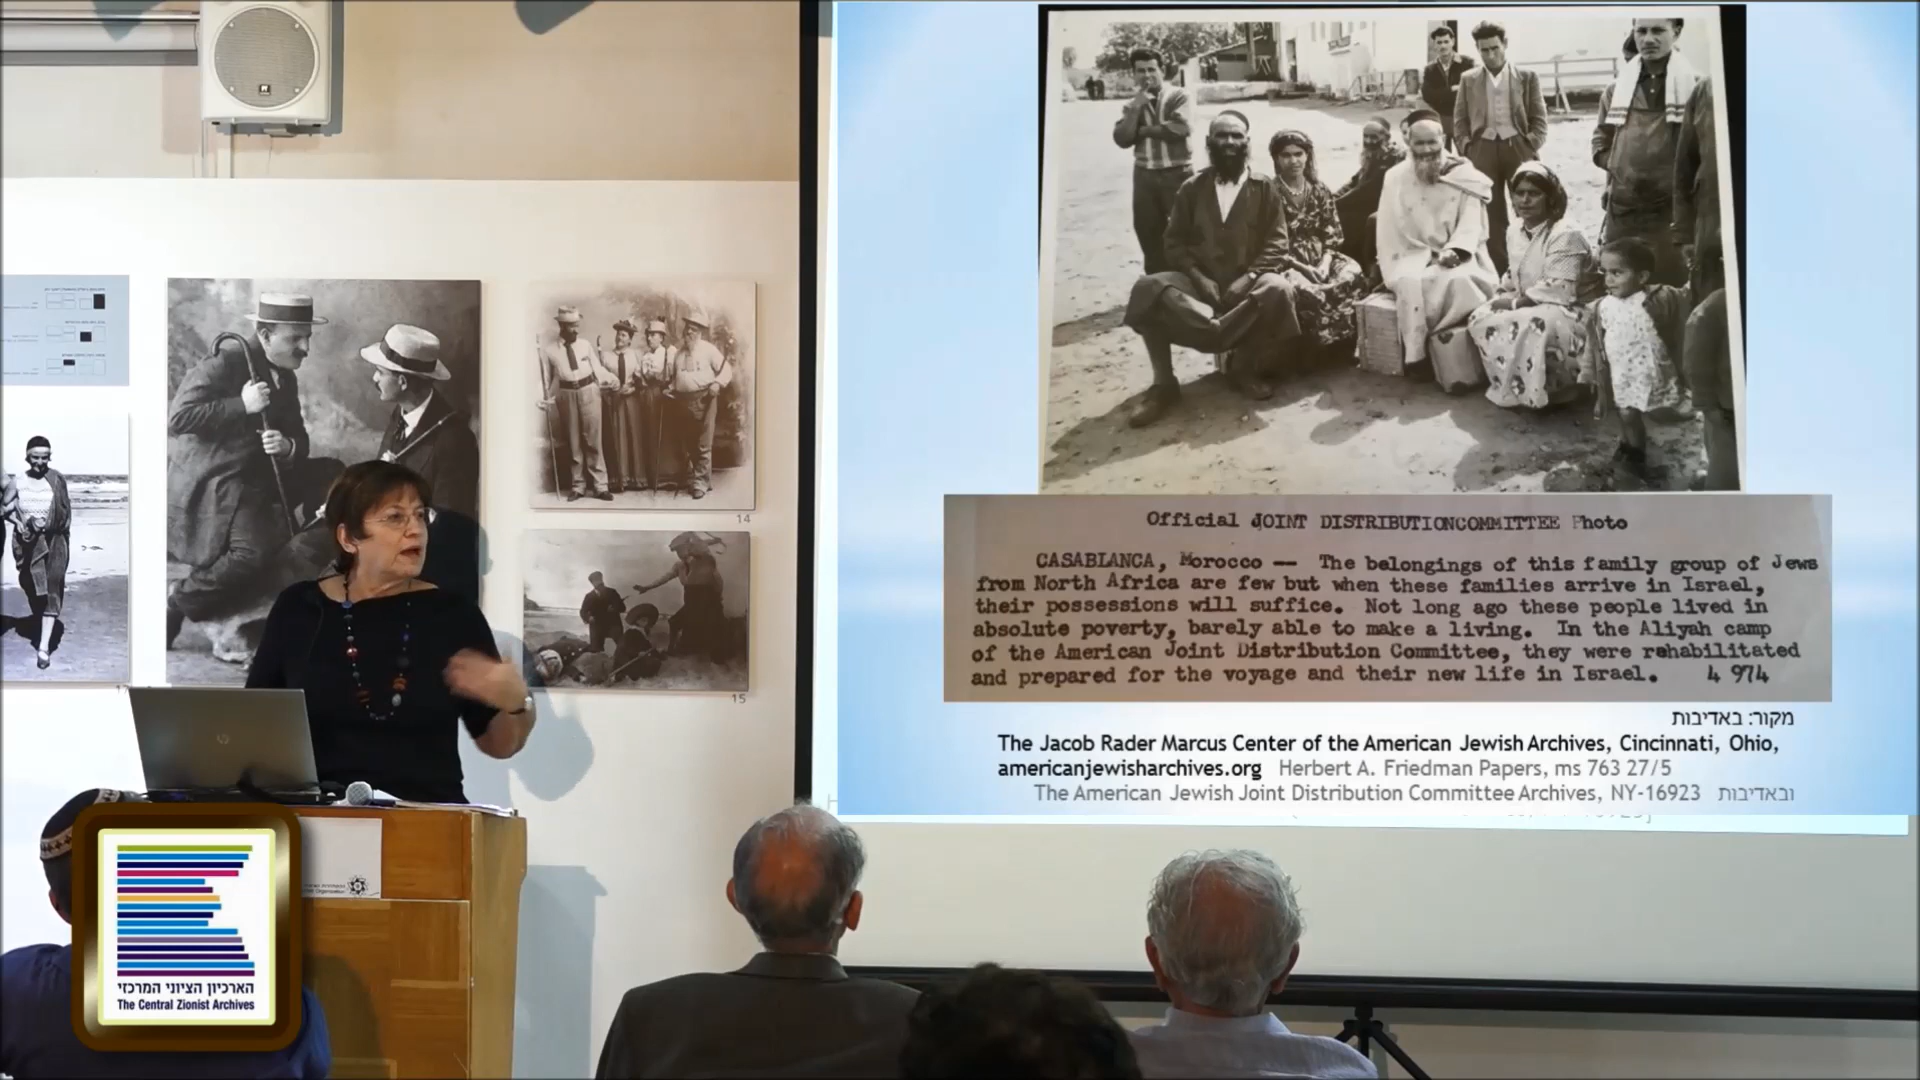 Official JOINT DISTRIBUTIONCOMMITTEE Photo
CASABLANCA, Morocco -- The belongings of this family group of Jews
from North Africa are few but when these families arrive in Israel,
their possessions will suffice. Not long ago these people lived in
absolute poverty, barely able to make a living. In the Aliyah camp
of the American Joint Distribution Committee, they were rehabilitated
and prepared for the voyage and their new life in Israel. 4 974
מקור: באדיבות
The Jacob Rader Marcus Center of the American Jewish Archives, Cincinnati, Ohio,
americanjewisharchives.org Herbert A. Friedman Papers, ms 763 27/5
The American Jewish Joint Distribution Committee Archives, NY-16923 ובאדיבות
14
15
הארכיון הציוני המרכזי
The Central Zionist Archives